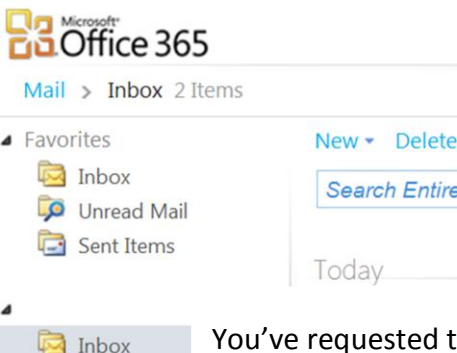 Microsoft®
Office 365
Mail > Inbox 2 Items
Favorites
New Delete
Inbox
Search Entire
Unread Mail
Sent Items
Today
Inbox
You've requested t